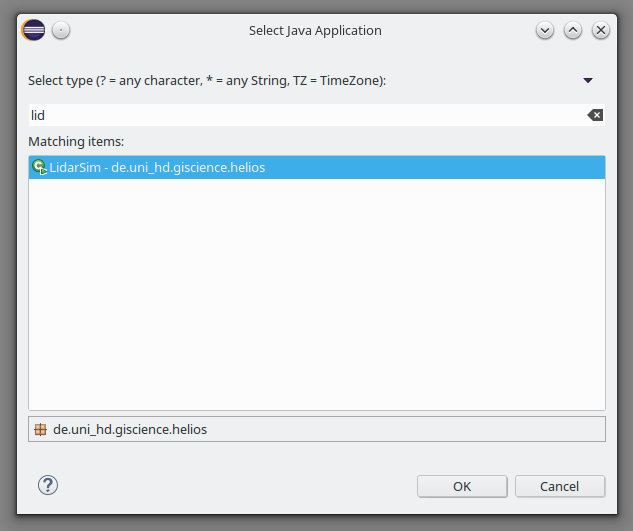 Select Java Application
Select type (? = any character, * = any String, TZ = TimeZone):
lid
Matching items:
LidarSim - de.uni_hd.giscience.helios
de.uni_hd.giscience.helios
OK
Cancel